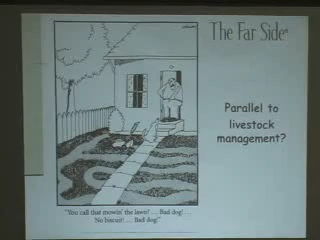 The Far Side®
Parallel to
livestock
management?
"You call that mowin' the lawn? ... Bad dog! ...
No biscuit! ... Bad dog!"